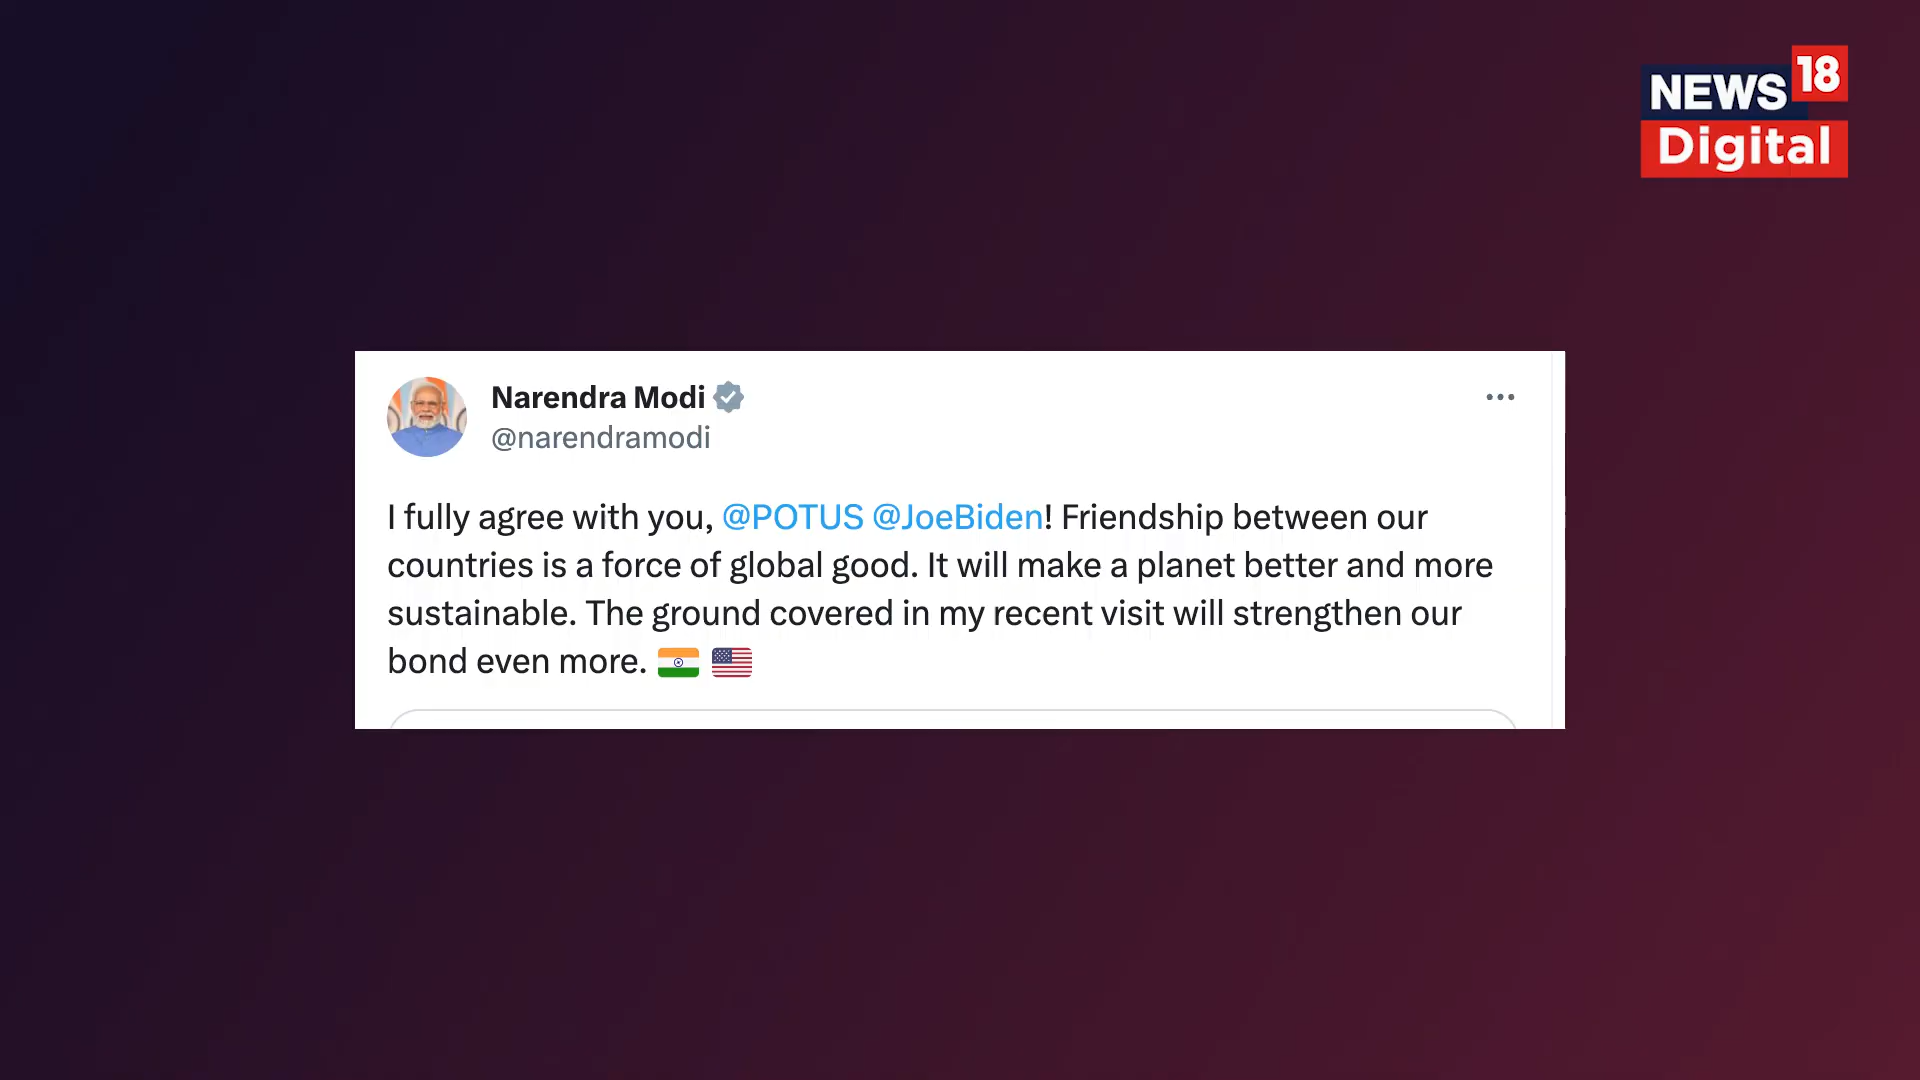 NEWS 18
Digital
Narendra Modi
@narendramodi
I fully agree with you, @POTUS @JoeBiden! Friendship between our
countries is a force of global good. It will make a planet better and more
sustainable. The ground covered in my recent visit will strengthen our
bond even more. 🇮🇳 🇺🇸